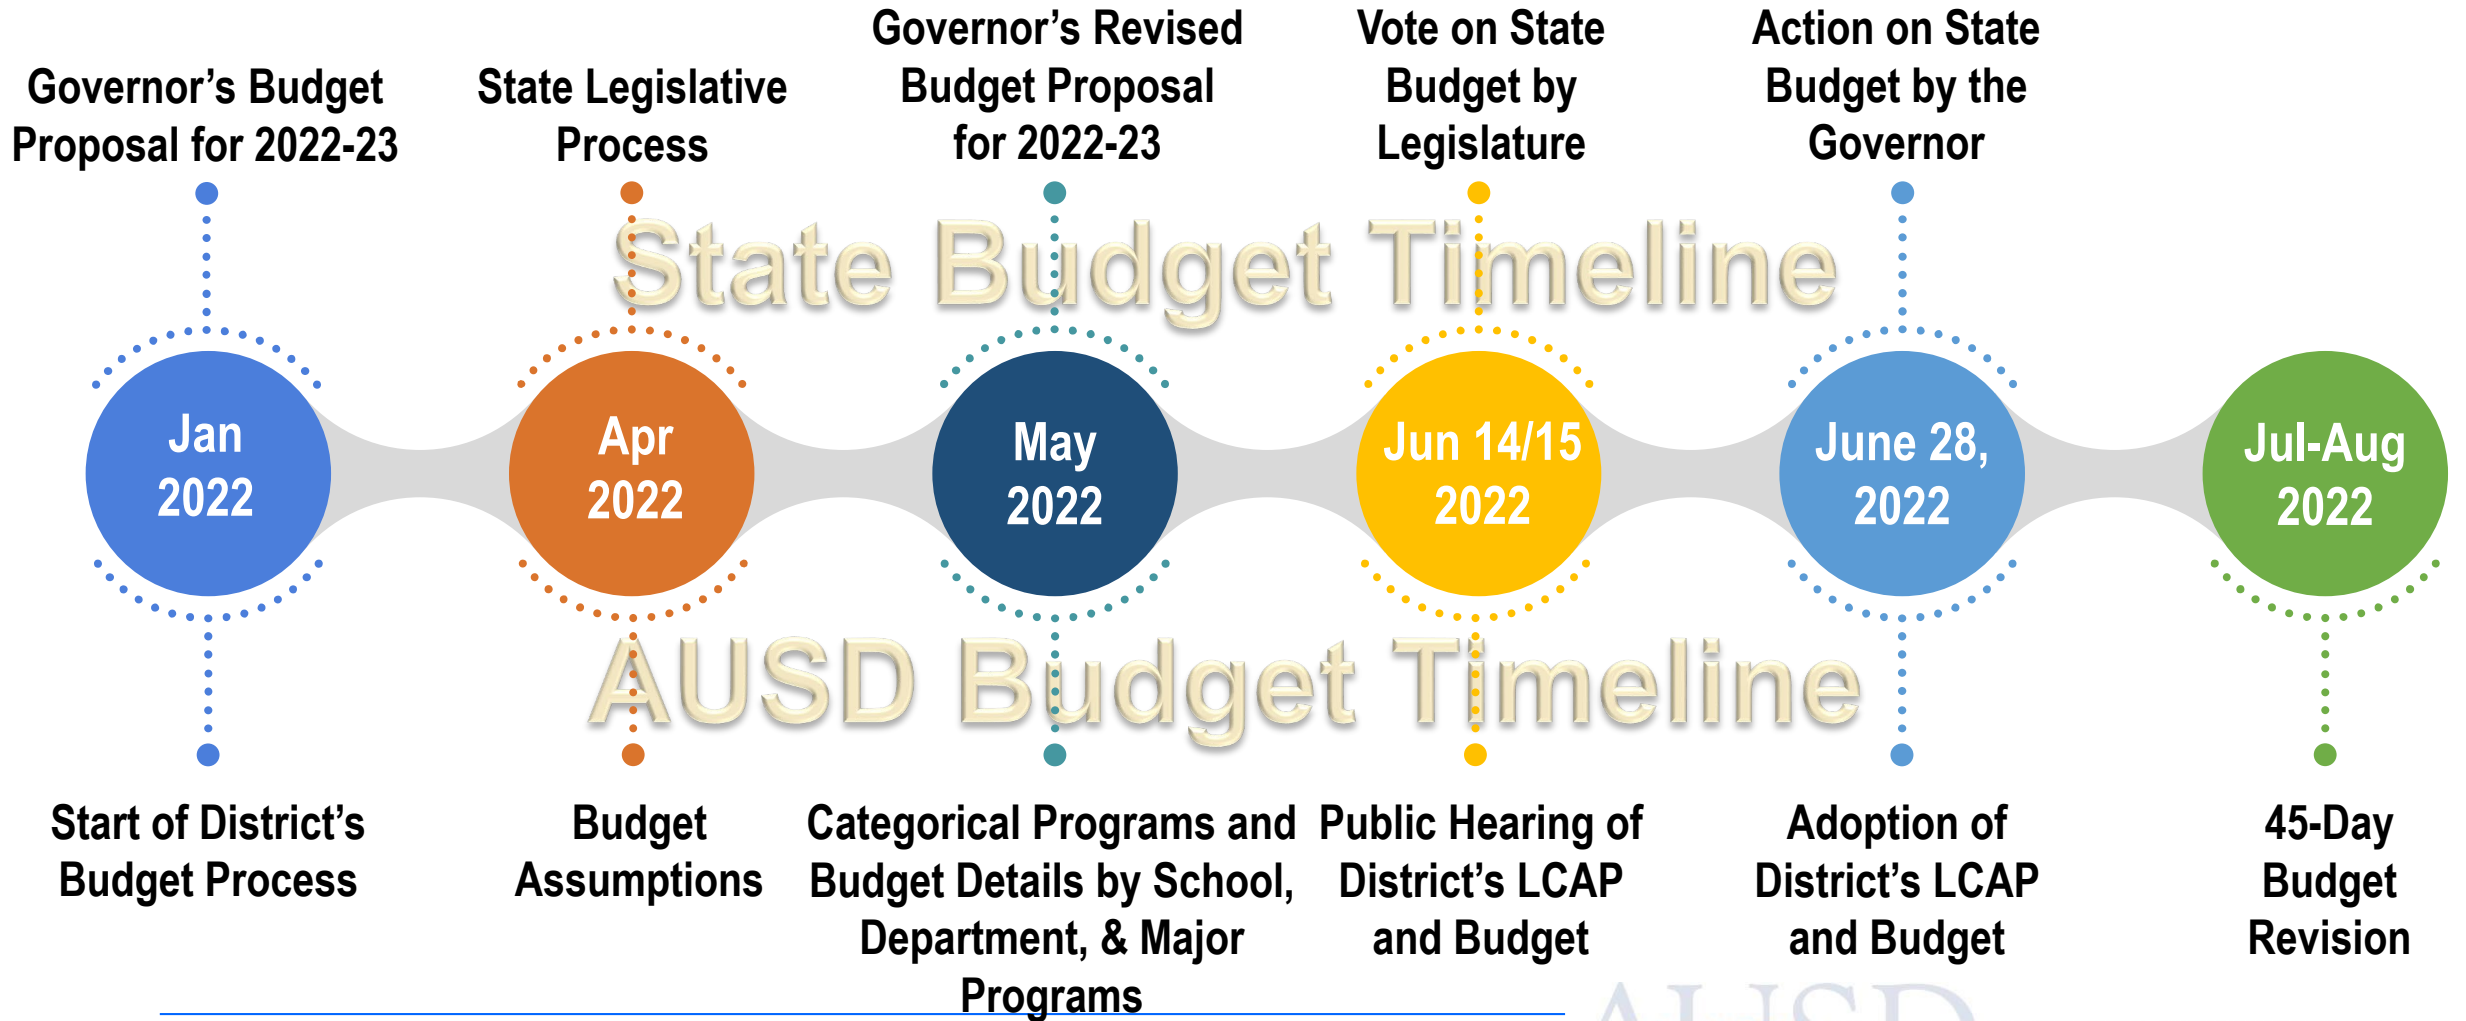 Governor's Budget
Proposal for 2022-23
State Legislative
Process
Governor's Revised
Budget Proposal
for 2022-23
Vote on State
Budget by
Legislature
Action on State
Budget by the
Governor
State Budget Timeline
Jan
2022
Apr
2022
May
2022
Jun 14/15
2022
June 28,
2022
Jul-Aug
2022
AUSD Budget Timeline
Start of District's
Budget Process
Budget
Assumptions
Categorical Programs and
Budget Details by School,
Department, & Major
Programs
Public Hearing of
District's LCAP
and Budget
Adoption of
District's LCAP
and Budget
45-Day
Budget
Revision
AUSD